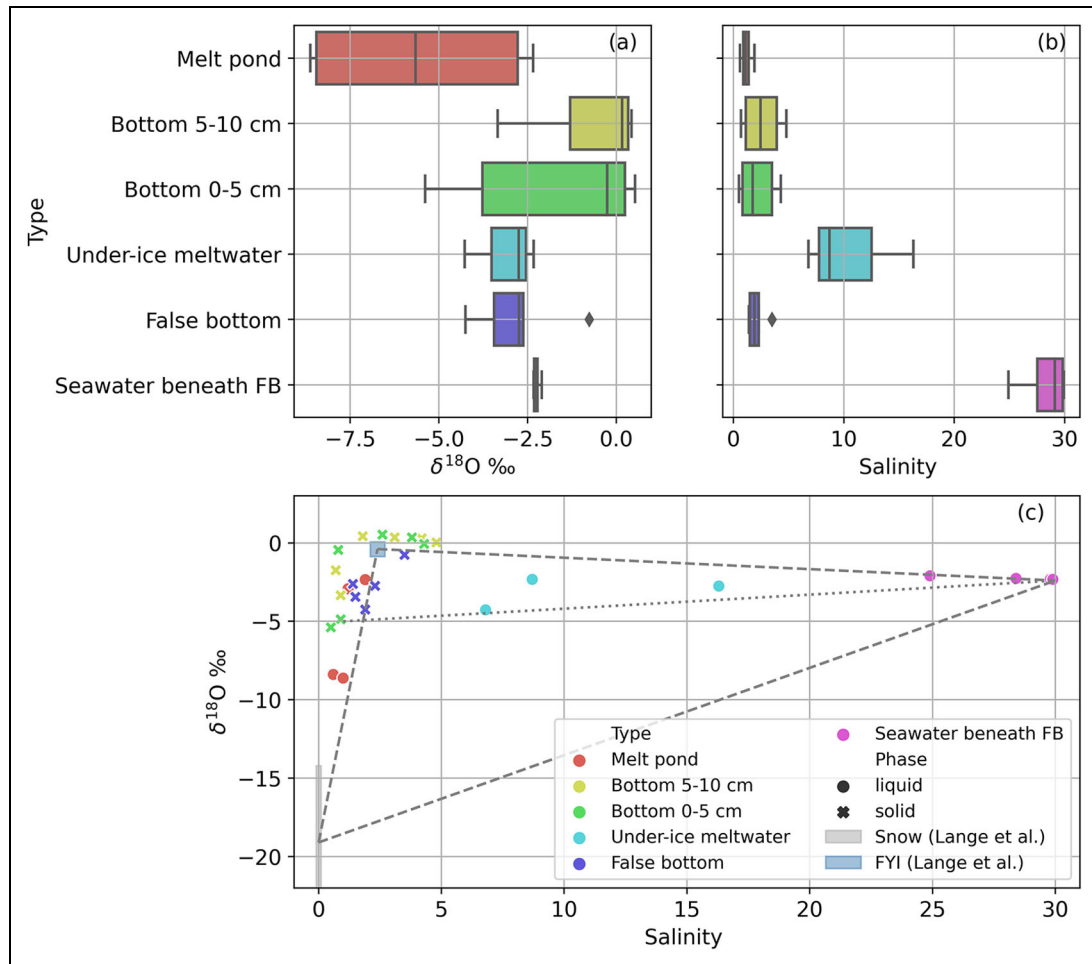 (a)
(b)
Type
Melt pond
Bottom 5-10 cm
Bottom 0-5 cm
Under-ice meltwater
False bottom
Seawater beneath FB
−7.5 −5.0 −2.5 0.0
δ¹⁸O ‰
0 10 20 30
Salinity
(c)
δ¹⁸O ‰
0
−5
−10
−15
−20
Type
Melt pond
Bottom 5-10 cm
Bottom 0-5 cm
Under-ice meltwater
False bottom
Seawater beneath FB
Phase
liquid
solid
Snow (Lange et al.)
FYI (Lange et al.)
0 5 10 15 20 25 30
Salinity